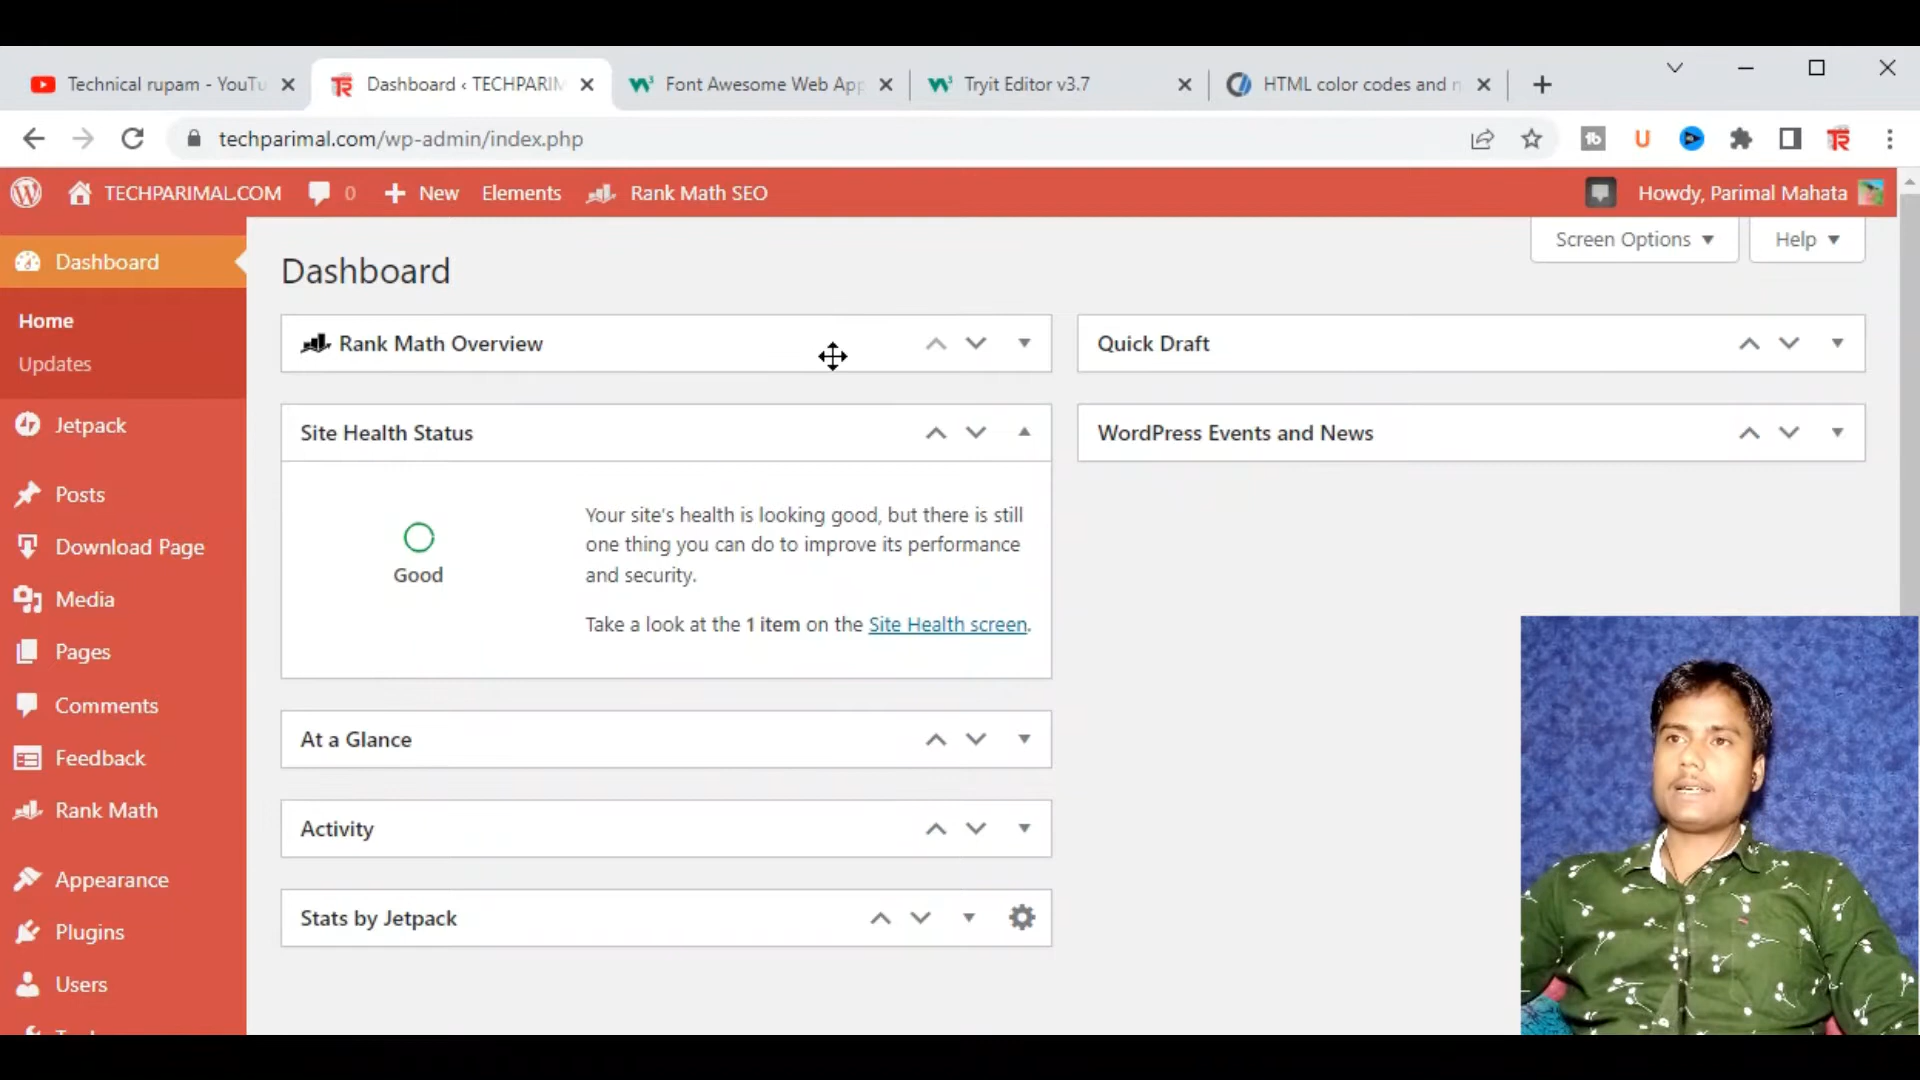 Technical rupam - YouTu
Dashboard ‹ TECHPARIM
Font Awesome Web App
Tryit Editor v3.7
HTML color codes and n
techparimal.com/wp-admin/index.php
TECHPARIMAL.COM
0
New
Elements
Rank Math SEO
Howdy, Parimal Mahata
Screen Options
Help
Dashboard
Home
Updates
Jetpack
Posts
Download Page
Media
Pages
Comments
Feedback
Rank Math
Appearance
Plugins
Users
Dashboard
Rank Math Overview
Site Health Status
Good
Your site's health is looking good, but there is still
one thing you can do to improve its performance
and security.
Take a look at the 1 item on the Site Health screen.
At a Glance
Activity
Stats by Jetpack
Quick Draft
WordPress Events and News